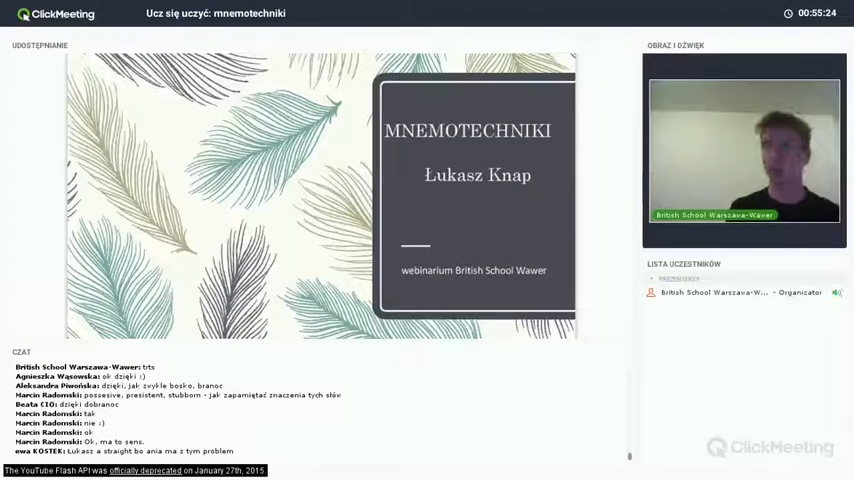 ClickMeeting
Ucz się uczyć: mnemotechniki
00:55:24
UDOSTĘPNIANIE
MNEMOTECHNIKI
Łukasz Knap
webinarium British School Wawer
OBRAZ I DŹWIĘK
British School Warszawa-Wawer
LISTA UCZESTNIKÓW
PREZENTERZY
British School Warszawa-W... - Organizator
CZAT
British School Warszawa-Wawer: trts
Agnieszka Wąsowska: ok dzięki :)
Aleksandra Piwońska: dzięki, jak zwykle bosko, branoc
Marcin Radomski: possesive, presistent, stubborn - jak zapamiętać znaczenia tych słów
Beata CIO: dzięki dobranoc
Marcin Radomski: tak
Marcin Radomski: nie :)
Marcin Radomski: ok
Marcin Radomski: Ok, ma to sens.
ewa KOSTEK: Łukasz a straight bo ania ma z tym problem
ClickMeeting
The YouTube Flash API was officially deprecated on January 27th, 2015.